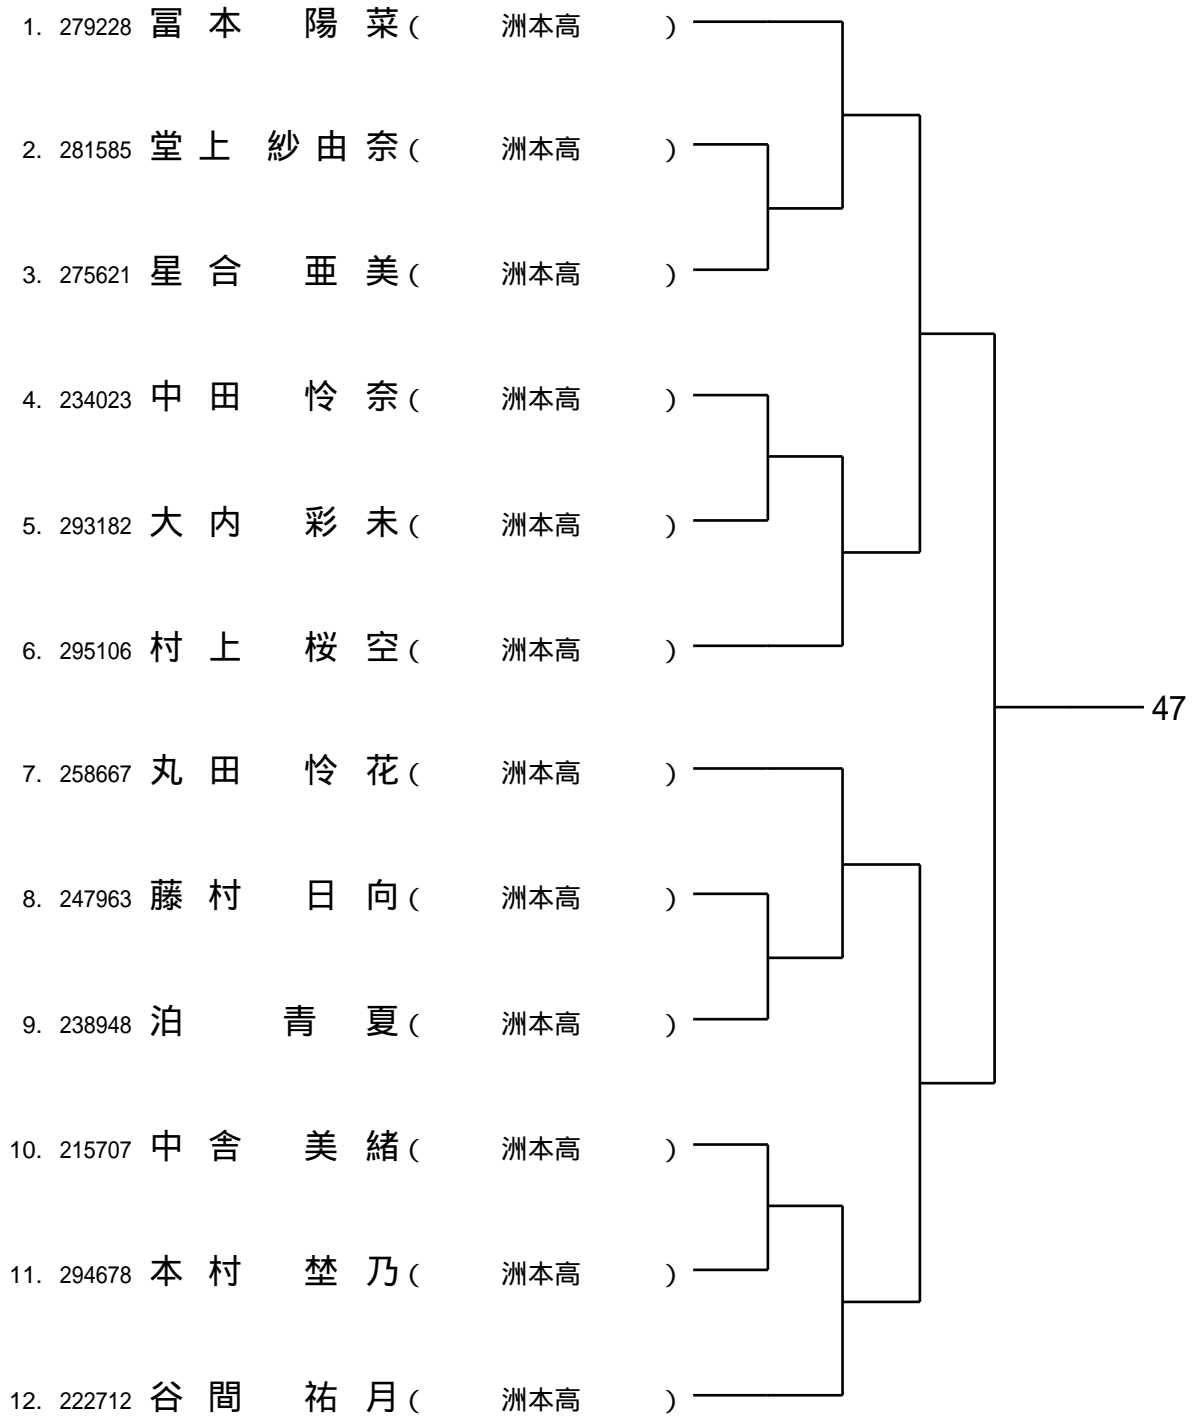 1. 279228 冨本 陽菜 ( 洲本高 )
2. 281585 堂上 紗由奈 ( 洲本高 )
3. 275621 星合 亜美 ( 洲本高 )
4. 234023 中田 怜奈 ( 洲本高 )
5. 293182 大内 彩未 ( 洲本高 )
6. 295106 村上 桜空 ( 洲本高 )
47
7. 258667 丸田 怜花 ( 洲本高 )
8. 247963 藤村 日向 ( 洲本高 )
9. 238948 泊 青夏 ( 洲本高 )
10. 215707 中舎 美緒 ( 洲本高 )
11. 294678 本村 埜乃 ( 洲本高 )
12. 222712 谷間 祐月 ( 洲本高 )